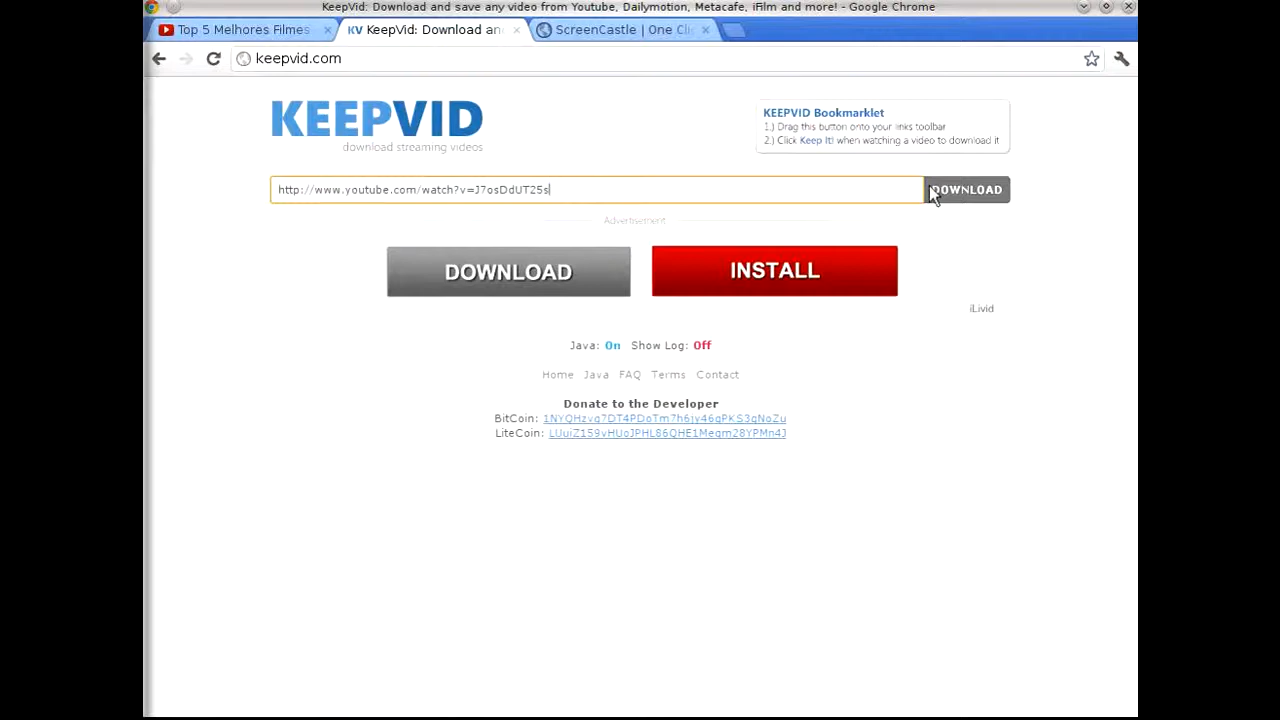 KeepVid: Download and save any video from Youtube, Dailymotion, Metacafe, iFilm and more! - Google Chrome
Top 5 Melhores Filmes
KV KeepVid: Download an
ScreenCastle | One Clic
keepvid.com
KEEPVID
download streaming videos
KEEPVID Bookmarklet
1.) Drag this button onto your links toolbar
2.) Click Keep It! when watching a video to download it
http://www.youtube.com/watch?v=J7osDdUT25s
DOWNLOAD
Advertisement
DOWNLOAD
INSTALL
iLivid
Java: On Show Log: Off
Home Java FAQ Terms Contact
Donate to the Developer
BitCoin:
LiteCoin: